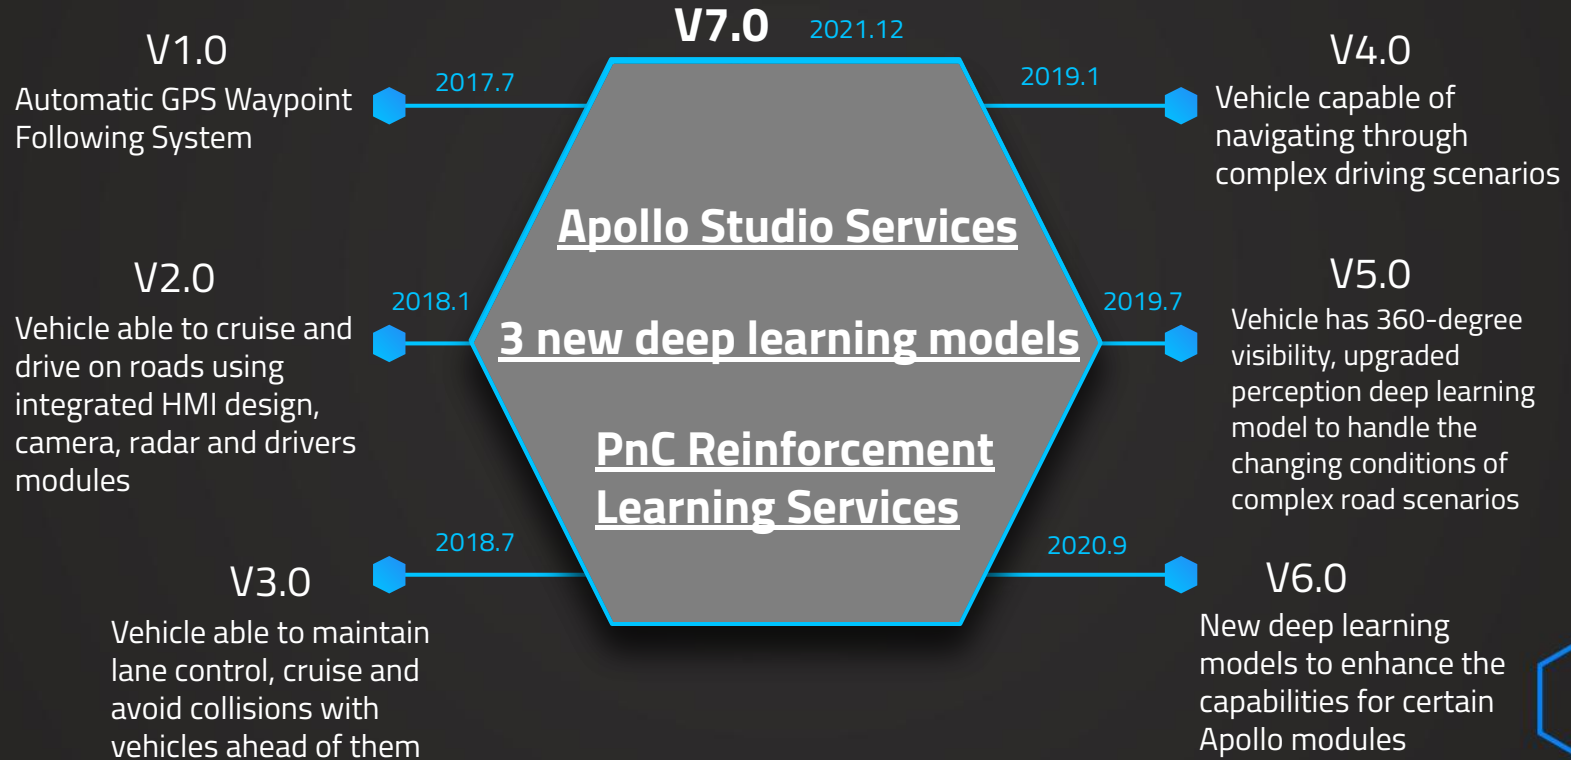 V7.0 2021.12
V1.0
2017.7
Automatic GPS Waypoint
Following System
V2.0
2018.1
Vehicle able to cruise and
drive on roads using
integrated HMI design,
camera, radar and drivers
modules
V3.0
2018.7
Vehicle able to maintain
lane control, cruise and
avoid collisions with
vehicles ahead of them
Apollo Studio Services
3 new deep learning models
PnC Reinforcement
Learning Services
V4.0
2019.1
Vehicle capable of
navigating through
complex driving scenarios
V5.0
2019.7
Vehicle has 360-degree
visibility, upgraded
perception deep learning
model to handle the
changing conditions of
complex road scenarios
V6.0
2020.9
New deep learning
models to enhance the
capabilities for certain
Apollo modules